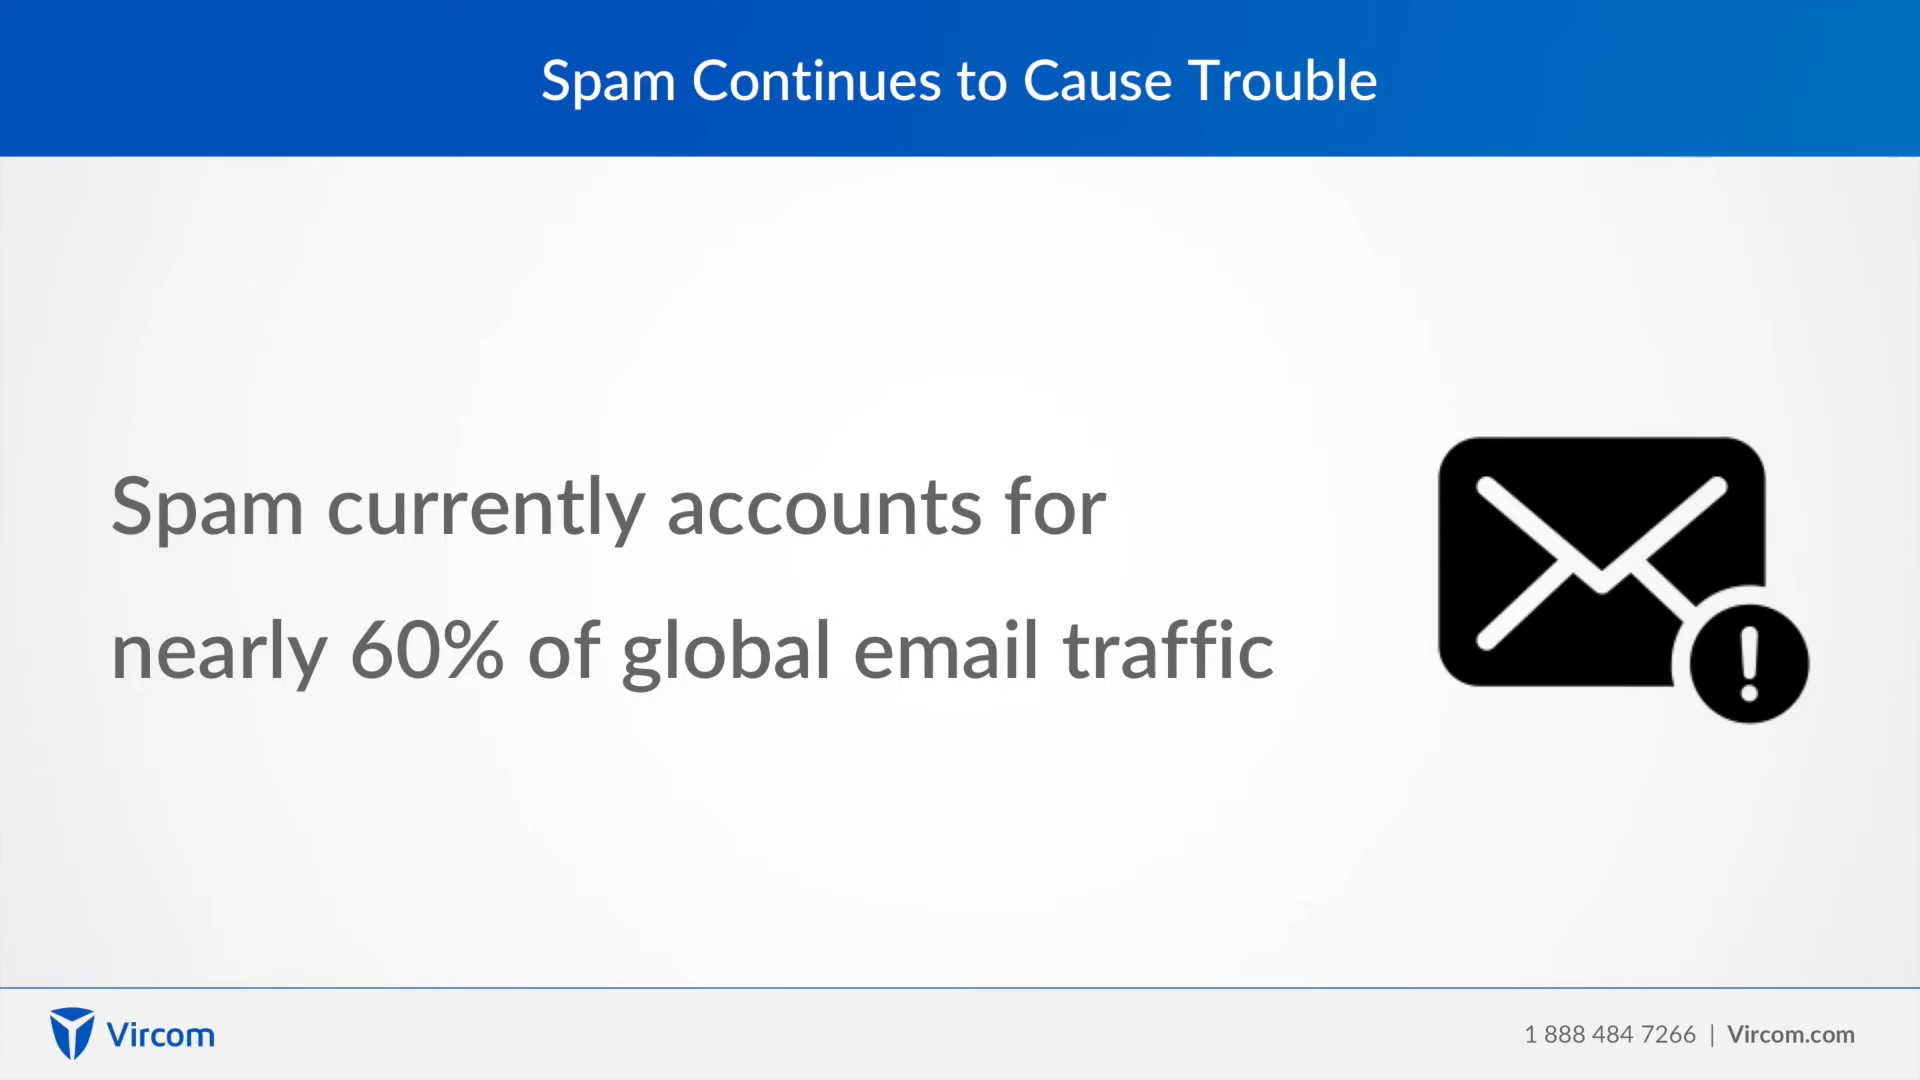 Spam Continues to Cause Trouble
Spam currently accounts for
nearly 60% of global email traffic
Vircom
1 888 484 7266 | Vircom.com